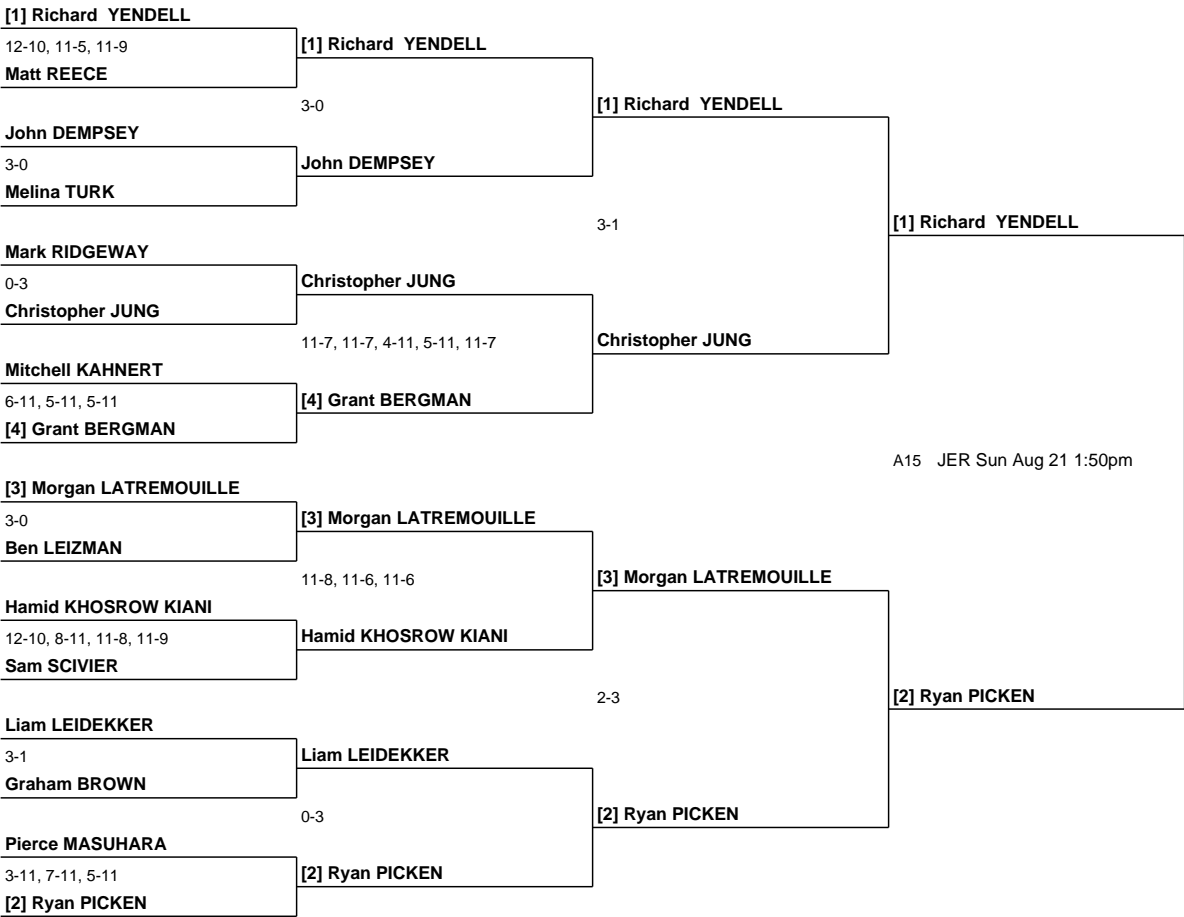 [1] Richard  YENDELL
12-10, 11-5, 11-9
Matt REECE
[1] Richard  YENDELL
3-0
John DEMPSEY
3-0
Melina TURK
John DEMPSEY
[1] Richard  YENDELL
3-1
Mark RIDGEWAY
0-3
Christopher JUNG
Christopher JUNG
11-7, 11-7, 4-11, 5-11, 11-7
Mitchell KAHNERT
6-11, 5-11, 5-11
[4] Grant BERGMAN
[4] Grant BERGMAN
Christopher JUNG
[1] Richard  YENDELL
A15   JER Sun Aug 21 1:50pm
[3] Morgan LATREMOUILLE
3-0
Ben LEIZMAN
[3] Morgan LATREMOUILLE
11-8, 11-6, 11-6
Hamid KHOSROW KIANI
12-10, 8-11, 11-8, 11-9
Sam SCIVIER
Hamid KHOSROW KIANI
[3] Morgan LATREMOUILLE
2-3
Liam LEIDEKKER
3-1
Graham BROWN
Liam LEIDEKKER
0-3
Pierce MASUHARA
3-11, 7-11, 5-11
[2] Ryan PICKEN
[2] Ryan PICKEN
[2] Ryan PICKEN
[2] Ryan PICKEN